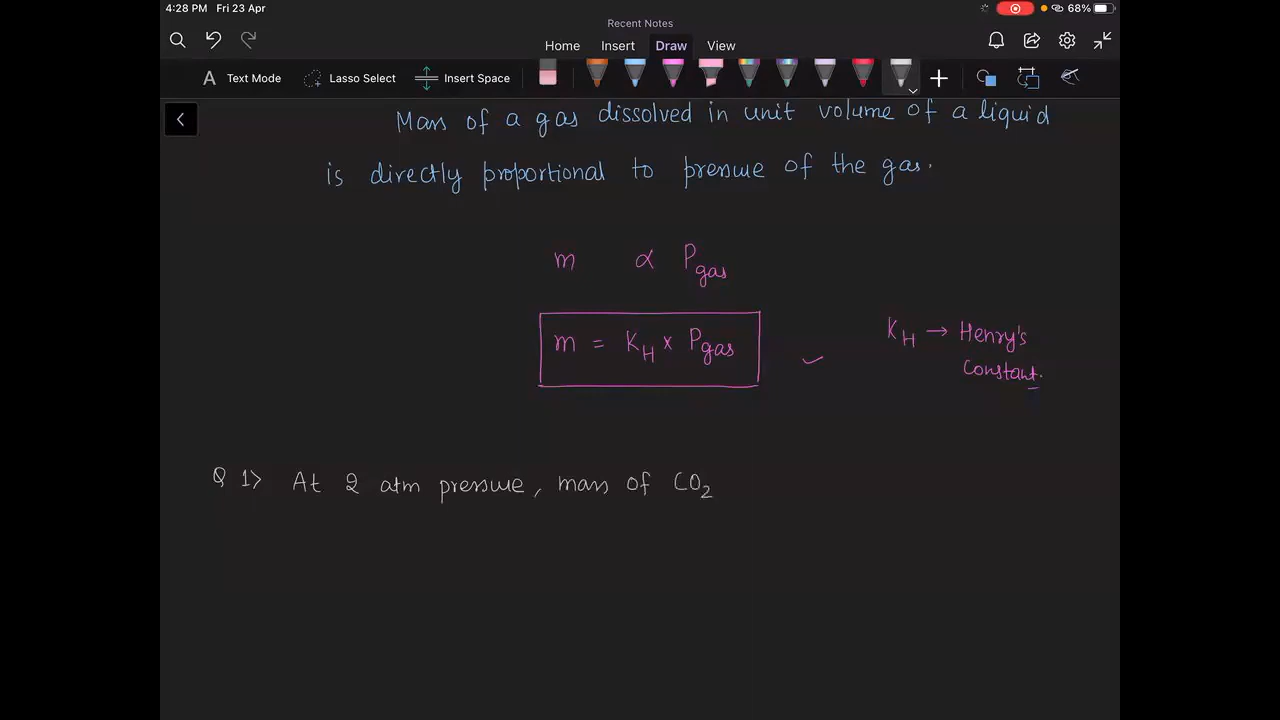 4:28 PM Fri 23 Apr
68%
Recent Notes
Home Insert Draw View
A Text Mode Lasso Select Insert Space
Mass of a gas dissolved in unit volume of a liquid
is directly proportional to pressure of the gas.
m ∝ Pgas
m = KH × Pgas
KH → Henry's
Constant.
Q 1> At 2 atm pressure, mass of CO2